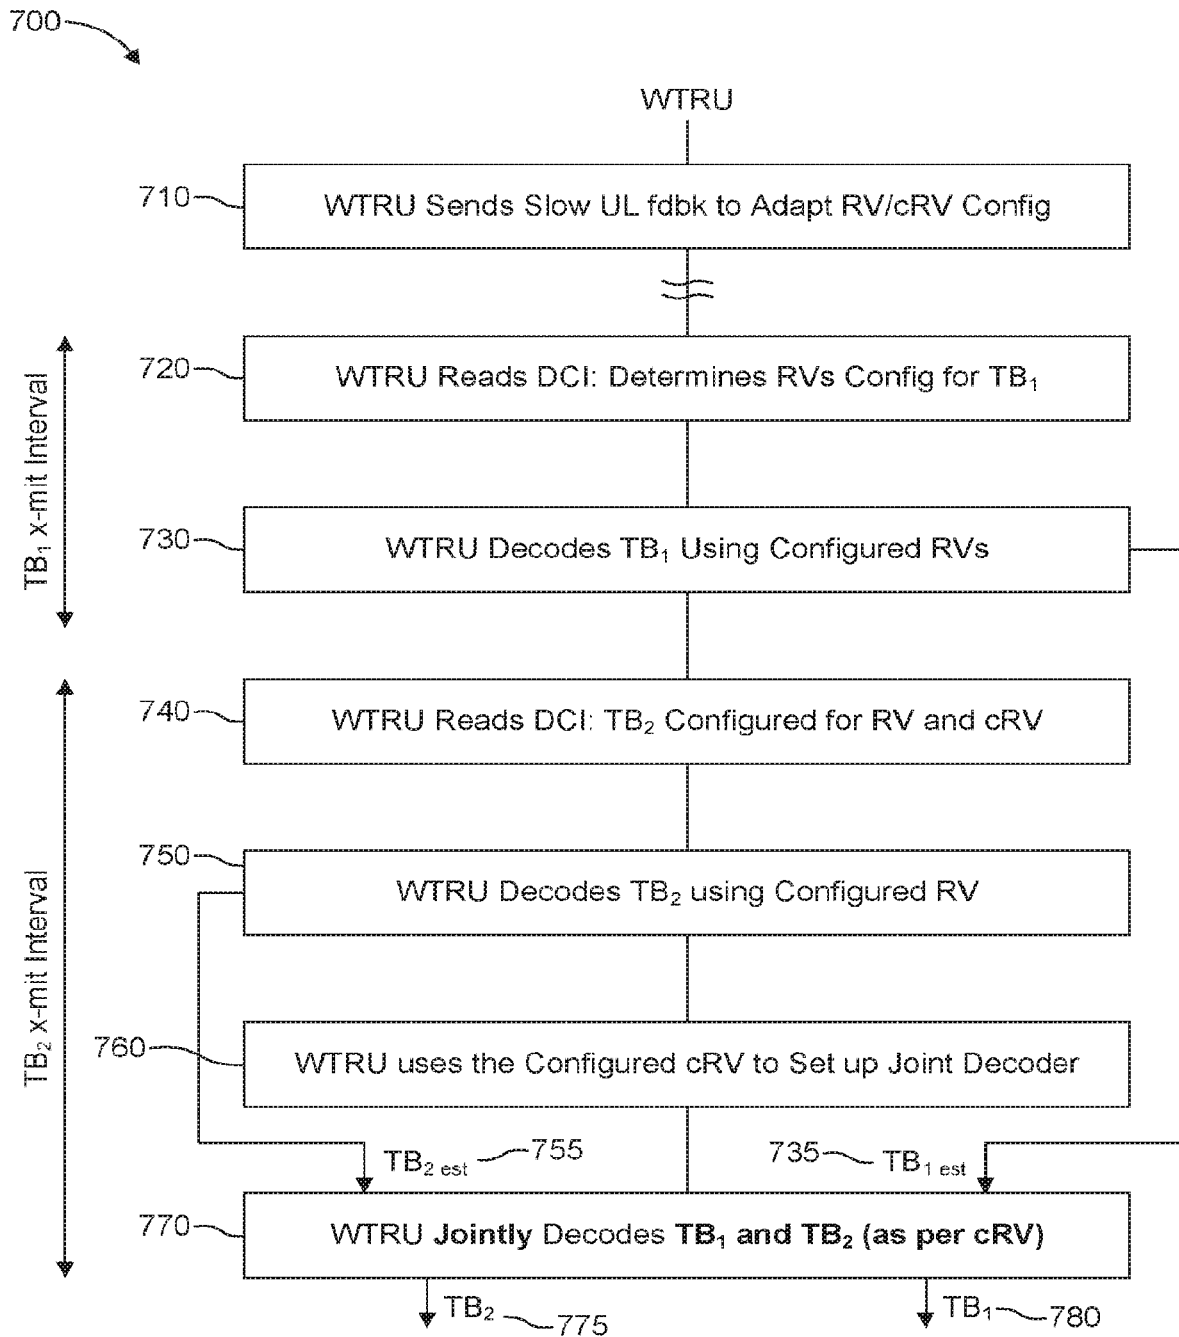 700
WTRU
710
WTRU Sends Slow UL fdbk to Adapt RV/cRV Config
720
WTRU Reads DCI: Determines RVs Config for TB₁
TB₁ x-mit Interval
730
WTRU Decodes TB₁ Using Configured RVs
740
WTRU Reads DCI: TB₂ Configured for RV and cRV
750
WTRU Decodes TB₂ using Configured RV
TB₂ x-mit Interval
760
WTRU uses the Configured cRV to Set up Joint Decoder
TB₂ est 755
735 TB₁ est
770
WTRU Jointly Decodes TB₁ and TB₂ (as per cRV)
TB₂ 775
TB₁ 780